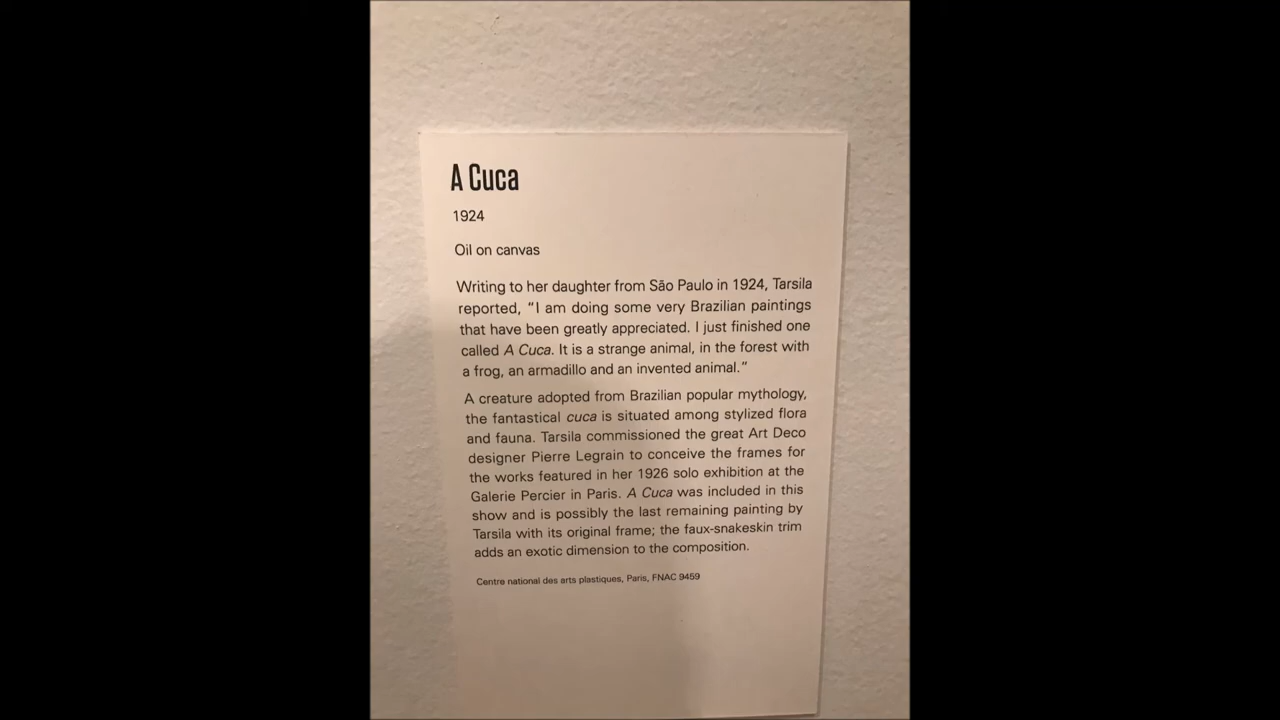 A Cuca
1924
Oil on canvas
Writing to her daughter from São Paulo in 1924, Tarsila
reported, “I am doing some very Brazilian paintings
that have been greatly appreciated. I just finished one
called A Cuca. It is a strange animal, in the forest with
a frog, an armadillo and an invented animal.”
A creature adopted from Brazilian popular mythology,
the fantastical cuca is situated among stylized flora
and fauna. Tarsila commissioned the great Art Deco
designer Pierre Legrain to conceive the frames for
the works featured in her 1926 solo exhibition at the
Galerie Percier in Paris. A Cuca was included in this
show and is possibly the last remaining painting by
Tarsila with its original frame; the faux-snakeskin trim
adds an exotic dimension to the composition.
Centre national des arts plastiques, Paris, FNAC 9459